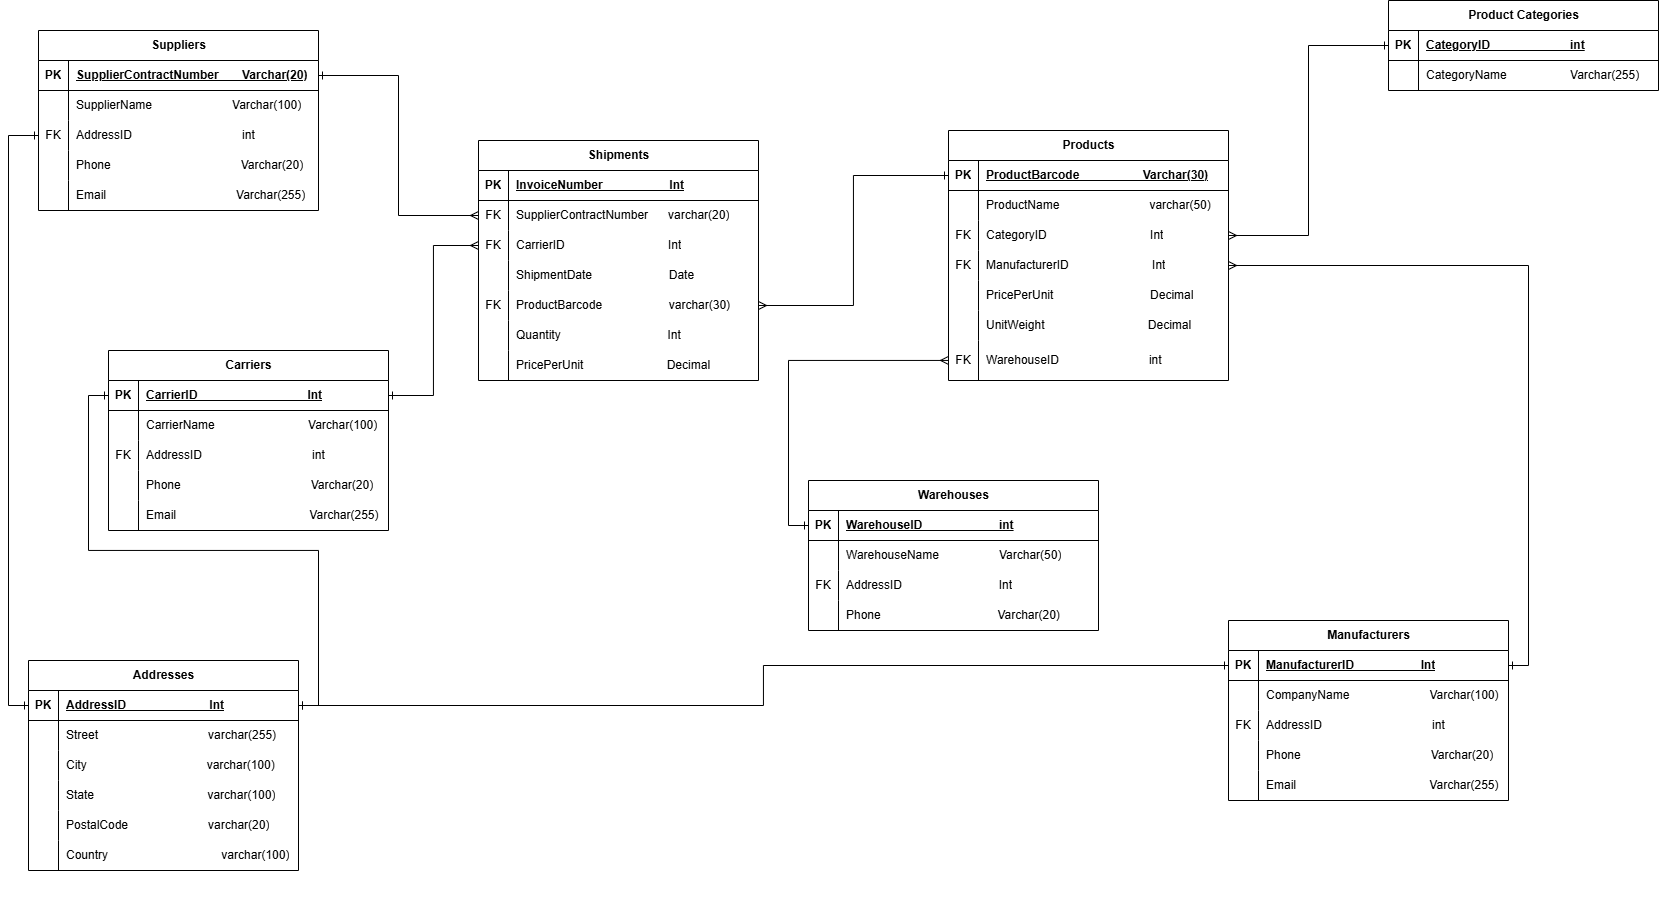 Suppliers
PK SupplierContractNumber Varchar(20)
SupplierName Varchar(100)
FK AddressID int
Phone Varchar(20)
Email Varchar(255)
Shipments
PK InvoiceNumber Int
FK SupplierContractNumber varchar(20)
FK CarrierID Int
ShipmentDate Date
FK ProductBarcode varchar(30)
Quantity Int
PricePerUnit Decimal
Products
PK ProductBarcode Varchar(30)
ProductName varchar(50)
FK CategoryID Int
FK ManufacturerID Int
PricePerUnit Decimal
UnitWeight Decimal
FK WarehouseID int
Product Categories
PK CategoryID int
CategoryName Varchar(255)
Carriers
PK CarrierID Int
CarrierName Varchar(100)
FK AddressID int
Phone Varchar(20)
Email Varchar(255)
Warehouses
PK WarehouseID int
WarehouseName Varchar(50)
FK AddressID Int
Phone Varchar(20)
Addresses
PK AddressID Int
Street varchar(255)
City varchar(100)
State varchar(100)
PostalCode varchar(20)
Country varchar(100)
Manufacturers
PK ManufacturerID Int
CompanyName Varchar(100)
FK AddressID int
Phone Varchar(20)
Email Varchar(255)